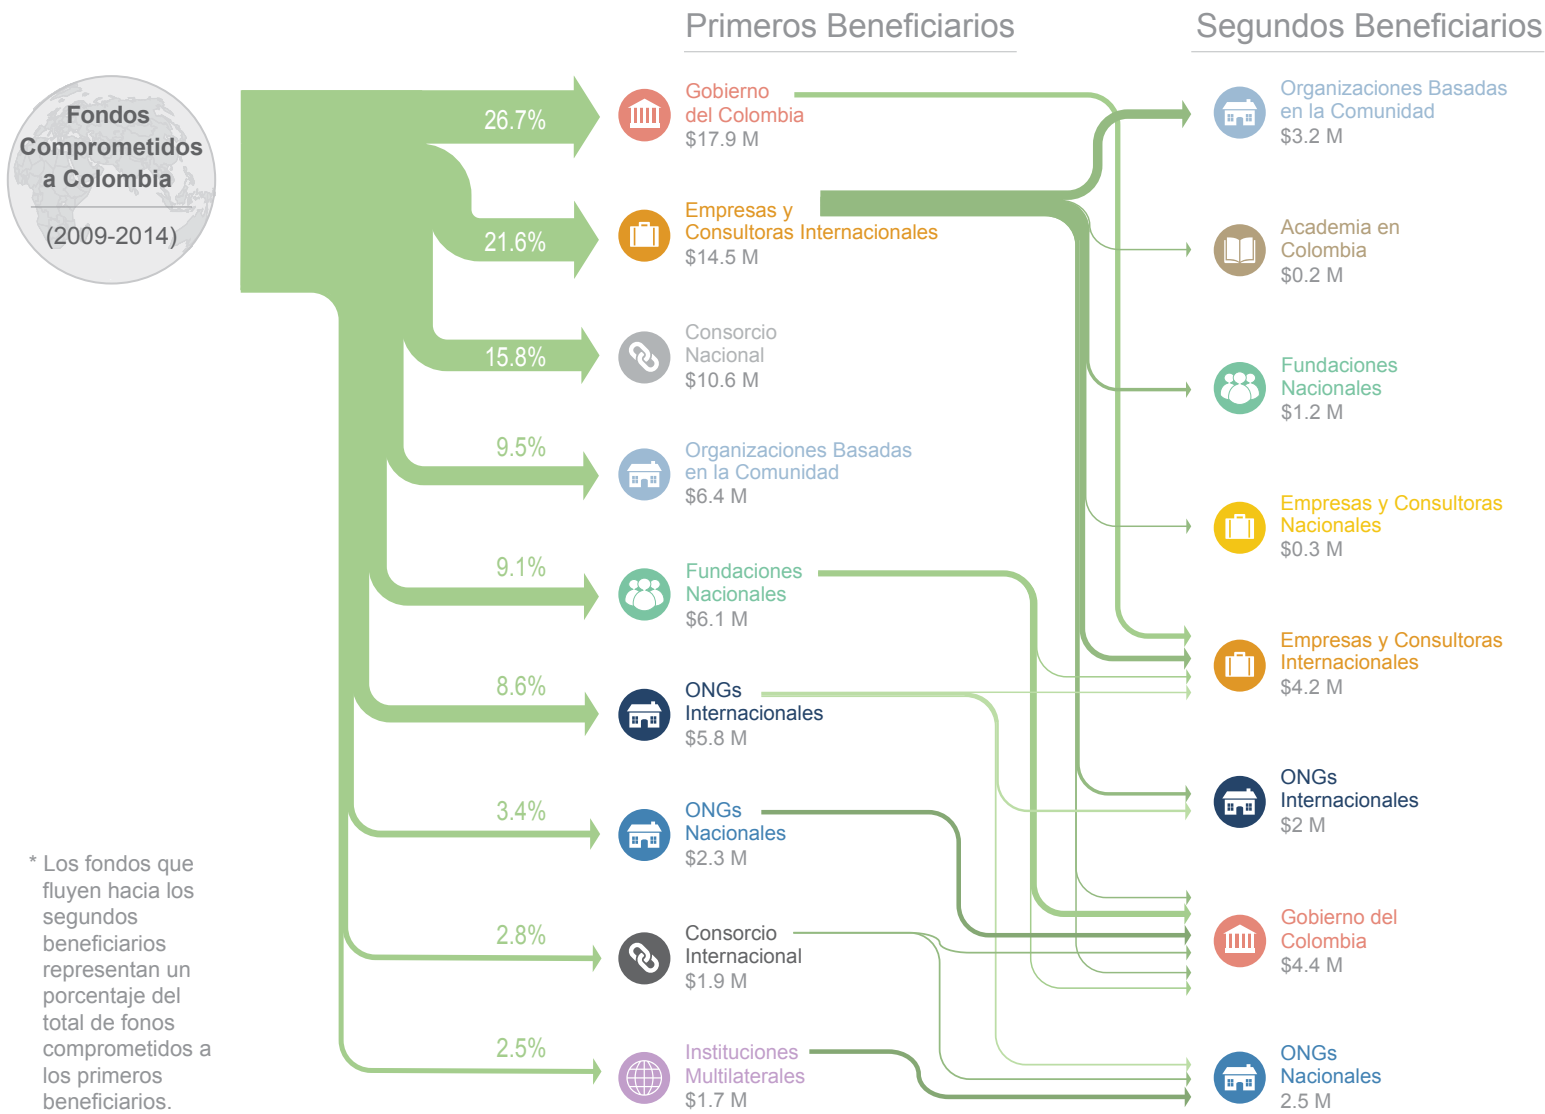 Primeros Beneficiarios
Segundos Beneficiarios
Fondos
Comprometidos
a Colombia
(2009-2014)
26.7%
21.6%
15.8%
9.5%
9.1%
8.6%
3.4%
2.8%
2.5%
Gobierno
del Colombia
$17.9 M
Empresas y
Consultoras Internacionales
$14.5 M
Consorcio
Nacional
$10.6 M
Organizaciones Basadas
en la Comunidad
$6.4 M
Fundaciones
Nacionales
$6.1 M
ONGs
Internacionales
$5.8 M
ONGs
Nacionales
$2.3 M
Consorcio
Internacional
$1.9 M
Instituciones
Multilaterales
$1.7 M
Organizaciones Basadas
en la Comunidad
$3.2 M
Academia en
Colombia
$0.2 M
Fundaciones
Nacionales
$1.2 M
Empresas y Consultoras
Nacionales
$0.3 M
Empresas y Consultoras
Internacionales
$4.2 M
ONGs
Internacionales
$2 M
Gobierno del
Colombia
$4.4 M
ONGs
Nacionales
2.5 M
* Los fondos que
fluyen hacia los
segundos
beneficiarios
representan un
porcentaje del
total de fonos
comprometidos a
los primeros
beneficiarios.